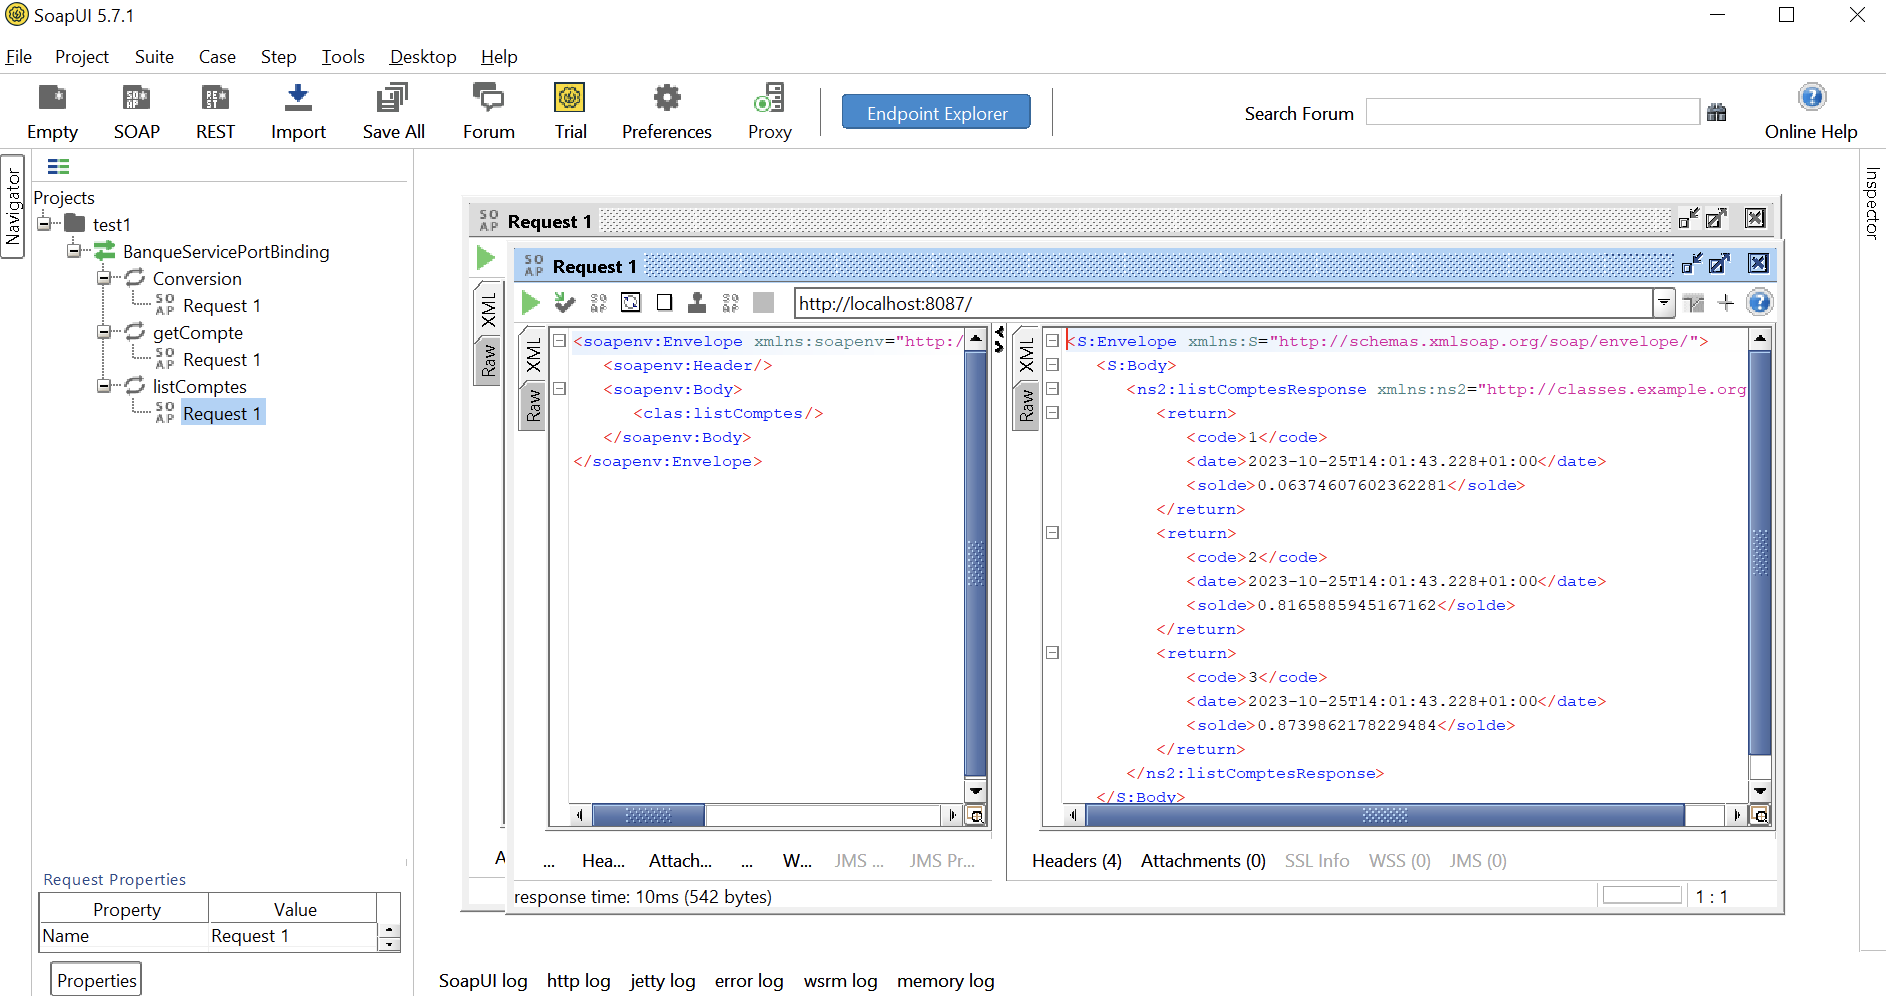 SoapUI 5.7.1
File Project Suite Case Step Tools Desktop Help
Empty SOAP REST Import Save All Forum Trial Preferences Proxy Endpoint Explorer Search Forum Online Help
Navigator
Inspector
Projects
test1
BanqueServicePortBinding
Conversion
SOAP Request 1
getCompte
SOAP Request 1
listComptes
SOAP Request 1
Request Properties
Property Value
Name Request 1
Properties
SOAP Request 1
XML
Raw
A
SOAP Request 1
http://localhost:8087/
XML
Raw
<soapenv:Envelope xmlns:soapenv="http:/
<soapenv:Header/>
<soapenv:Body>
<clas:listComptes/>
</soapenv:Body>
</soapenv:Envelope>
... Hea... Attach... ... W... JMS ... JMS Pr...
XML
Raw
<S:Envelope xmlns:S="http://schemas.xmlsoap.org/soap/envelope/">
<S:Body>
<ns2:listComptesResponse xmlns:ns2="http://classes.example.org
<return>
<code>1</code>
<date>2023-10-25T14:01:43.228+01:00</date>
<solde>0.06374607602362281</solde>
</return>
<return>
<code>2</code>
<date>2023-10-25T14:01:43.228+01:00</date>
<solde>0.8165885945167162</solde>
</return>
<return>
<code>3</code>
<date>2023-10-25T14:01:43.228+01:00</date>
<solde>0.8739862178229484</solde>
</return>
</ns2:listComptesResponse>
</S:Body>
Headers (4) Attachments (0) SSL Info WSS (0) JMS (0)
response time: 10ms (542 bytes)
1 : 1
SoapUI log http log jetty log error log wsrm log memory log